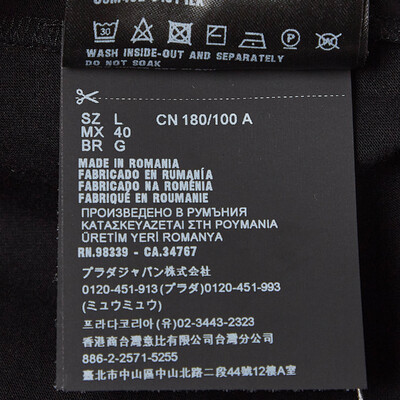 30
WASH INSIDE-OUT AND SEPARATELY
DO NOT SOAK
SZ L CN 180/100 A
MX 40
BR G
MADE IN ROMANIA
FABRICADO EN RUMANÍA
FABRICADO NA ROMÉNIA
FABRIQUÉ EN ROUMANIE
ПРОИЗВЕДЕНО В РУМЪНИЯ
ΚΑΤΑΣΚΕΥΑΖΕΤΑΙ ΣΤΗ ΡΟΥΜΑΝΙΑ
ÜRETİM YERİ ROMANYA
RN.98339 - CA.34767
プラダジャパン株式会社
0120-451-913 (プラダ) 0120-451-993
(ミュウミュウ)
프라다코리아 (유) 02-3443-2323
香港商台灣意比有限公司台灣分公司
886-2-2571-5255
臺北市中山區中山北路二段44號12樓A室